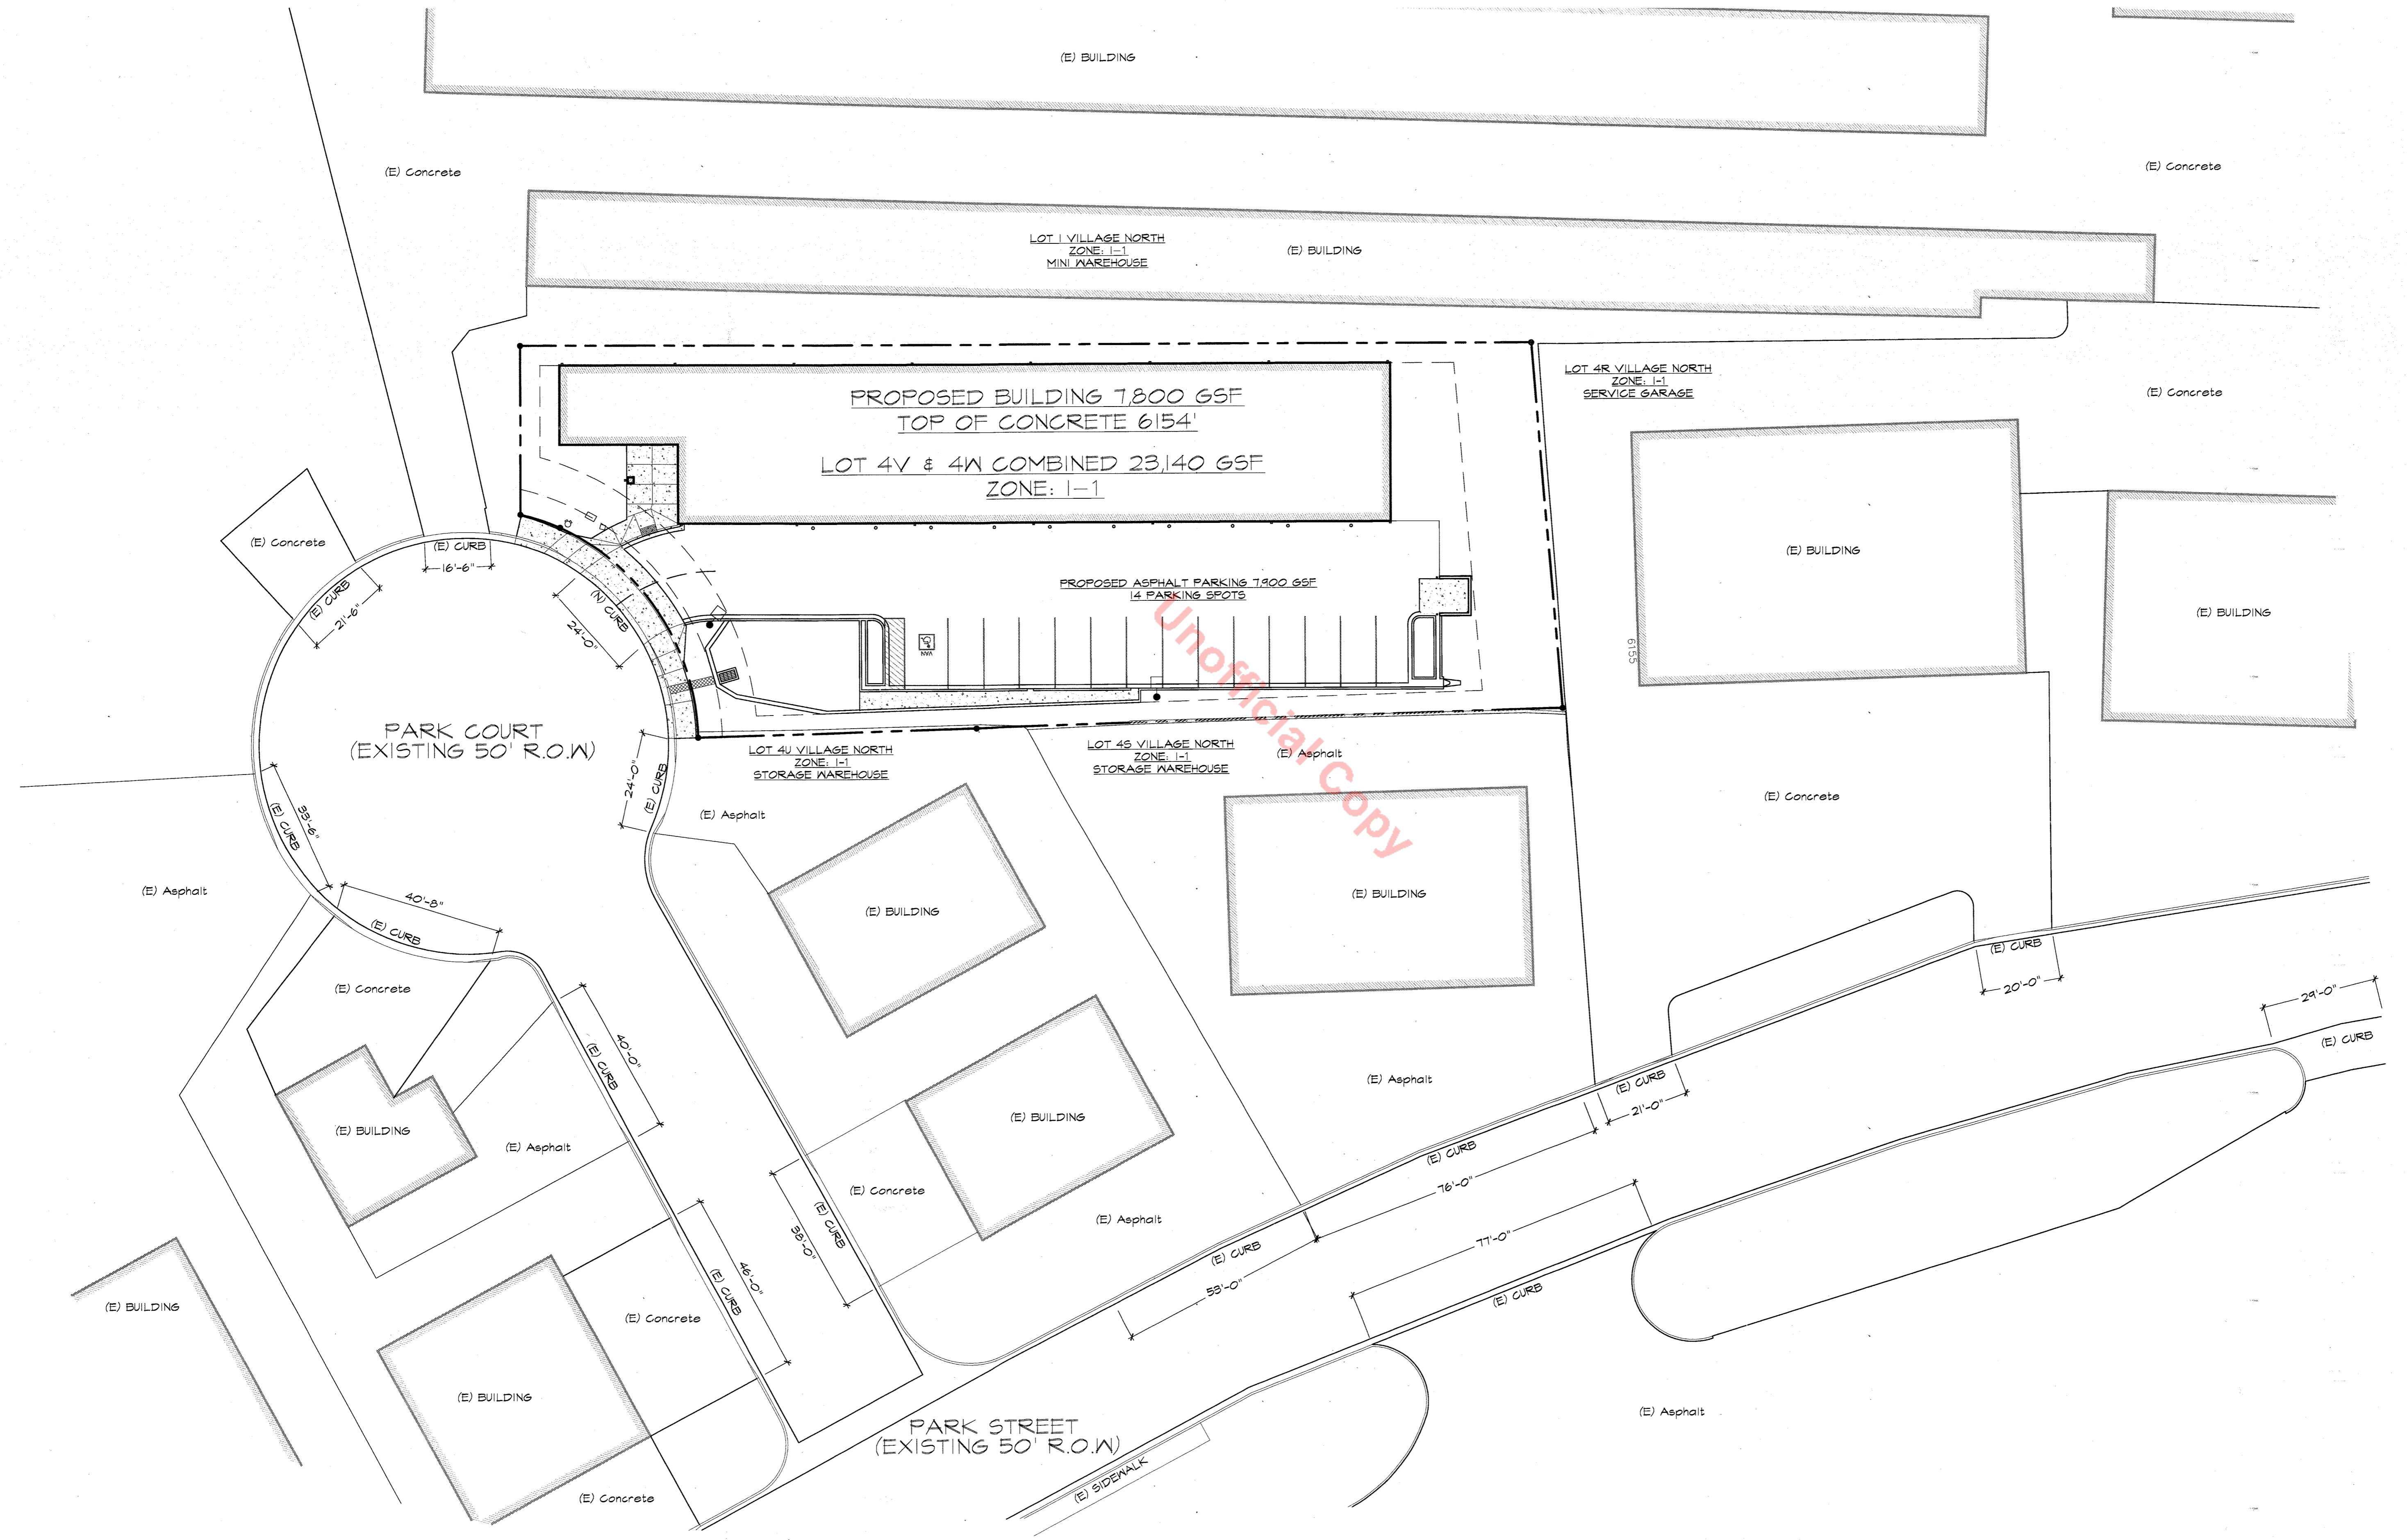 (E) BUILDING
(E) Concrete
(E) Concrete
LOT 1 VILLAGE NORTH
ZONE: I-1
MINI WAREHOUSE
(E) BUILDING
PROPOSED BUILDING 7,800 GSF
TOP OF CONCRETE 6154'
LOT 4V & 4W COMBINED 23,140 GSF
ZONE: I-1
LOT 4R VILLAGE NORTH
ZONE: I-1
SERVICE GARAGE
(E) Concrete
(E) Concrete
(E) CURB
16'-6"
(E) CURB
21'-6"
(N) CURB
24'-0"
PROPOSED ASPHALT PARKING 7,900 GSF
14 PARKING SPOTS
VAN
(E) BUILDING
(E) BUILDING
6155
PARK COURT
(EXISTING 50' R.O.W)
LOT 4U VILLAGE NORTH
ZONE: I-1
STORAGE WAREHOUSE
LOT 4S VILLAGE NORTH
ZONE: I-1
STORAGE WAREHOUSE
(E) Asphalt
Unofficial Copy
24'-0"
(E) CURB
(E) Asphalt
(E) Concrete
33'-6"
(E) CURB
(E) Asphalt
40'-8"
(E) CURB
(E) BUILDING
(E) BUILDING
(E) CURB
20'-0"
29'-0"
(E) CURB
(E) Concrete
40'-0"
(E) CURB
(E) BUILDING
(E) Asphalt
(E) BUILDING
(E) Asphalt
(E) CURB
21'-0"
(E) CURB
76'-0"
(E) Concrete
(E) Asphalt
38'-0"
(E) CURB
(E) CURB
53'-0"
77'-0"
(E) CURB
46'-0"
(E) CURB
(E) BUILDING
(E) Concrete
(E) BUILDING
(E) Asphalt
PARK STREET
(EXISTING 50' R.O.W)
(E) SIDEWALK
(E) Concrete